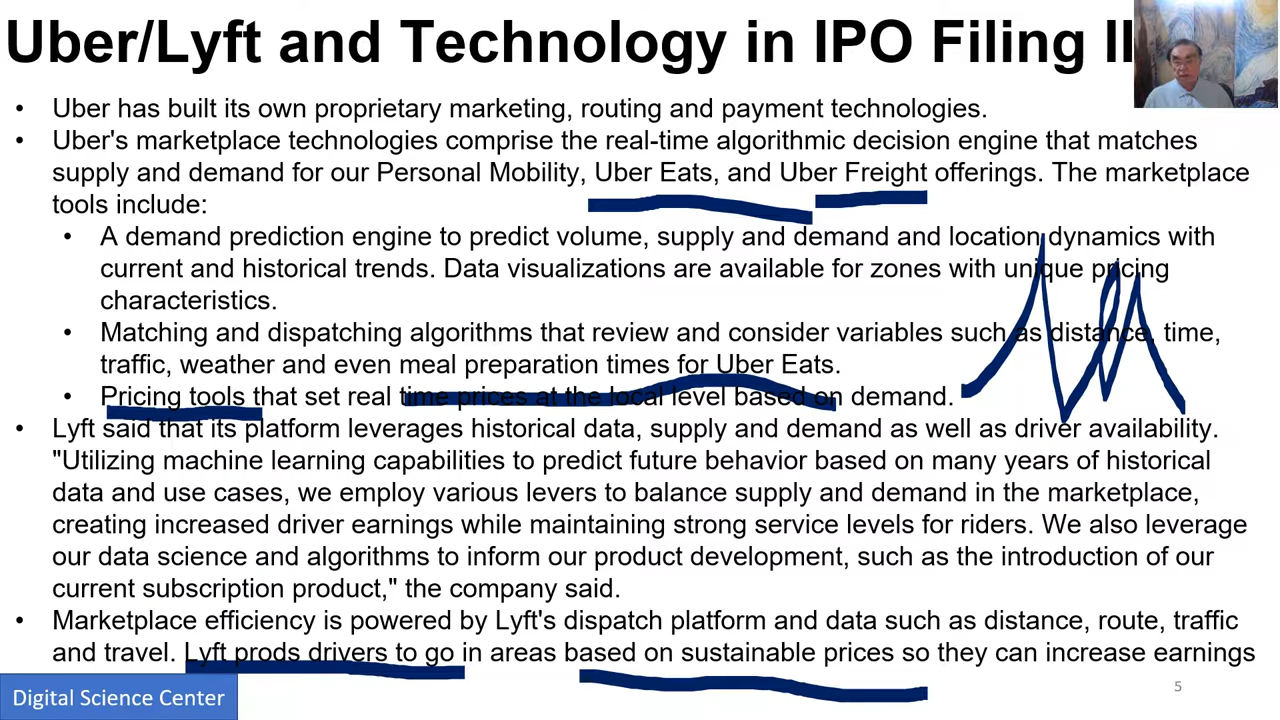 Uber/Lyft and Technology in IPO Filing II
• Uber has built its own proprietary marketing, routing and payment technologies.
• Uber's marketplace technologies comprise the real-time algorithmic decision engine that matches
supply and demand for our Personal Mobility, Uber Eats, and Uber Freight offerings. The marketplace
tools include:
• A demand prediction engine to predict volume, supply and demand and location dynamics with
current and historical trends. Data visualizations are available for zones with unique pricing
characteristics.
• Matching and dispatching algorithms that review and consider variables such as distance, time,
traffic, weather and even meal preparation times for Uber Eats.
• Pricing tools that set real time prices at the local level based on demand.
• Lyft said that its platform leverages historical data, supply and demand as well as driver availability.
"Utilizing machine learning capabilities to predict future behavior based on many years of historical
data and use cases, we employ various levers to balance supply and demand in the marketplace,
creating increased driver earnings while maintaining strong service levels for riders. We also leverage
our data science and algorithms to inform our product development, such as the introduction of our
current subscription product," the company said.
• Marketplace efficiency is powered by Lyft's dispatch platform and data such as distance, route, traffic
and travel. Lyft prods drivers to go in areas based on sustainable prices so they can increase earnings
Digital Science Center
5